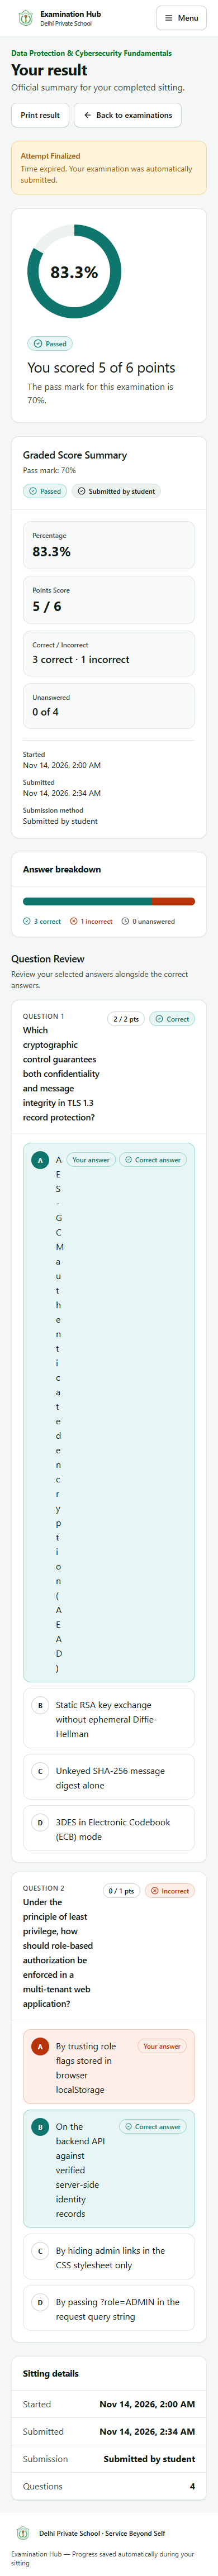 Examination Hub
Delhi Private School
Menu
Data Protection & Cybersecurity Fundamentals
Your result
Official summary for your completed sitting.
Print result
Back to examinations
Attempt Finalized
Time expired. Your examination was automatically
submitted.
83.3%
Passed
You scored 5 of 6 points
The pass mark for this examination is
70%.
Graded Score Summary
Pass mark: 70%
Passed
Submitted by student
Percentage
83.3%
Points Score
5 / 6
Correct / Incorrect
3 correct · 1 incorrect
Unanswered
0 of 4
Started
Nov 14, 2026, 2:00 AM
Submitted
Nov 14, 2026, 2:34 AM
Submission method
Submitted by student
Answer breakdown
3 correct
1 incorrect
0 unanswered
Question Review
Review your selected answers alongside the correct
answers.
QUESTION 1
2 / 2 pts
Correct
Which
cryptographic
control guarantees
both confidentiality
and message
integrity in TLS 1.3
record protection?
A
Your answer
Correct answer
A
E
S
-
G
C
M
a
u
t
h
e
n
t
i
c
a
t
e
d
e
n
c
r
y
p
t
i
o
n
(
A
E
A
D
)
B
Static RSA key exchange
without ephemeral Diffie-
Hellman
C
Unkeyed SHA-256 message
digest alone
D
3DES in Electronic Codebook
(ECB) mode
QUESTION 2
0 / 1 pts
Incorrect
Under the
principle of least
privilege, how
should role-based
authorization be
enforced in a
multi-tenant web
application?
A
By trusting role
flags stored in
browser
localStorage
Your answer
B
On the
backend API
against
verified
server-side
identity
records
Correct answer
C
By hiding admin links in the
CSS stylesheet only
D
By passing ?role=ADMIN in the
request query string
Sitting details
Started
Nov 14, 2026, 2:00 AM
Submitted
Nov 14, 2026, 2:34 AM
Submission
Submitted by student
Questions
4
Delhi Private School · Service Beyond Self
Examination Hub — Progress saved automatically during your
sitting